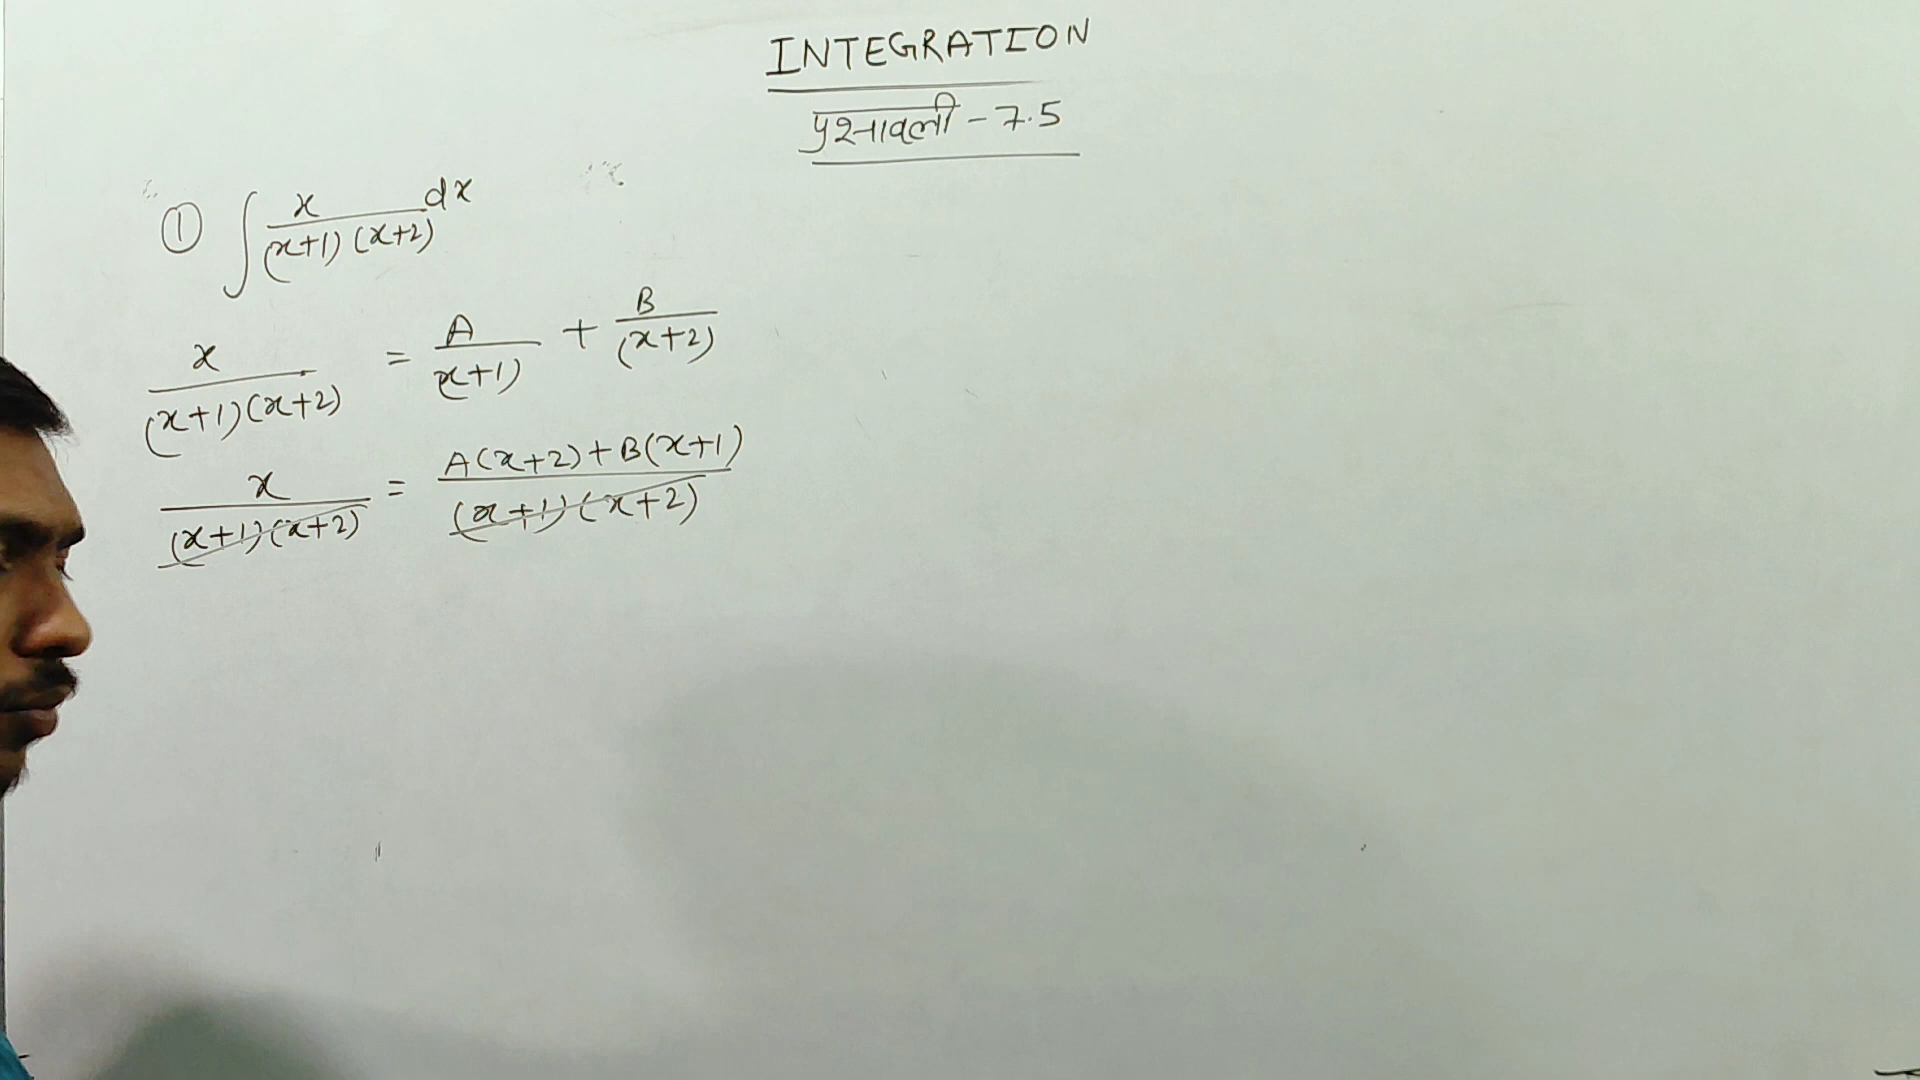 INTEGRATION
प्रश्नावली - 7.5
① ∫ x/((x+1)(x+2)) dx
x/((x+1)(x+2)) = A/(x+1) + B/(x+2)
x/((x+1)(x+2)) = (A(x+2)+B(x+1))/((x+1)(x+2))